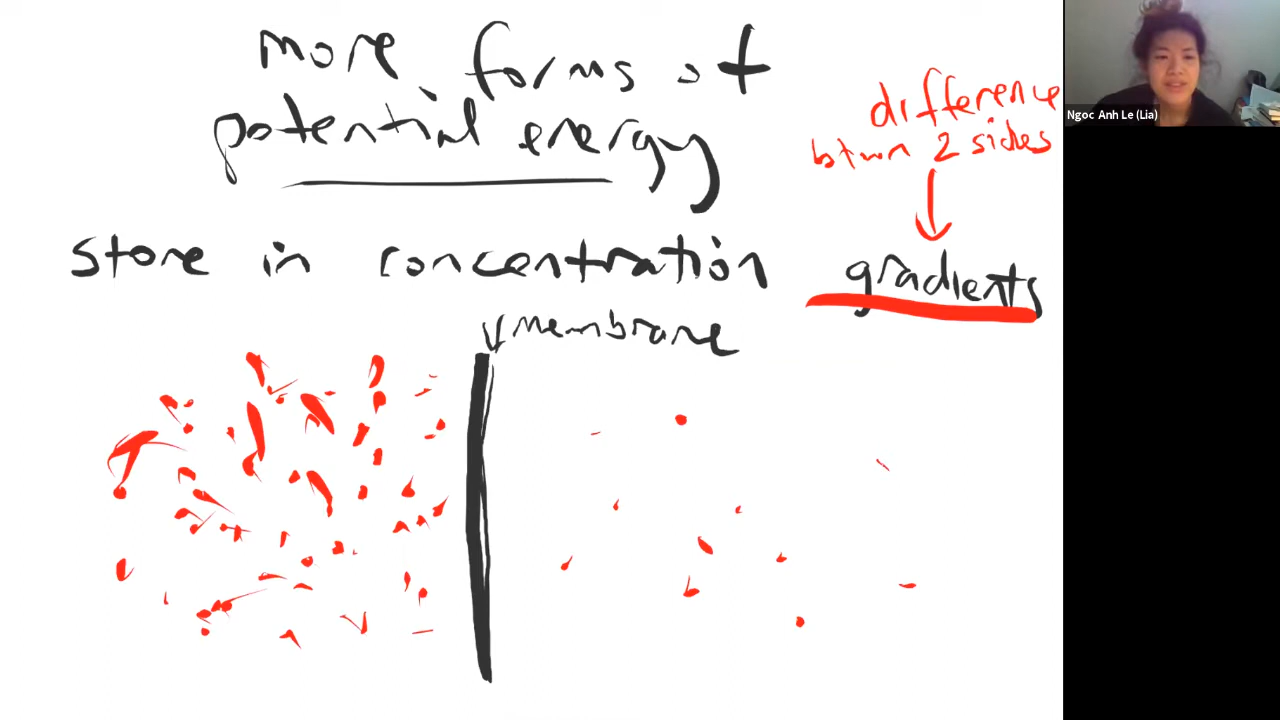 more forms of
potential energy
difference
btwn 2 sides
store in concentration gradients
membrane
Ngoc Anh Le (Lia)